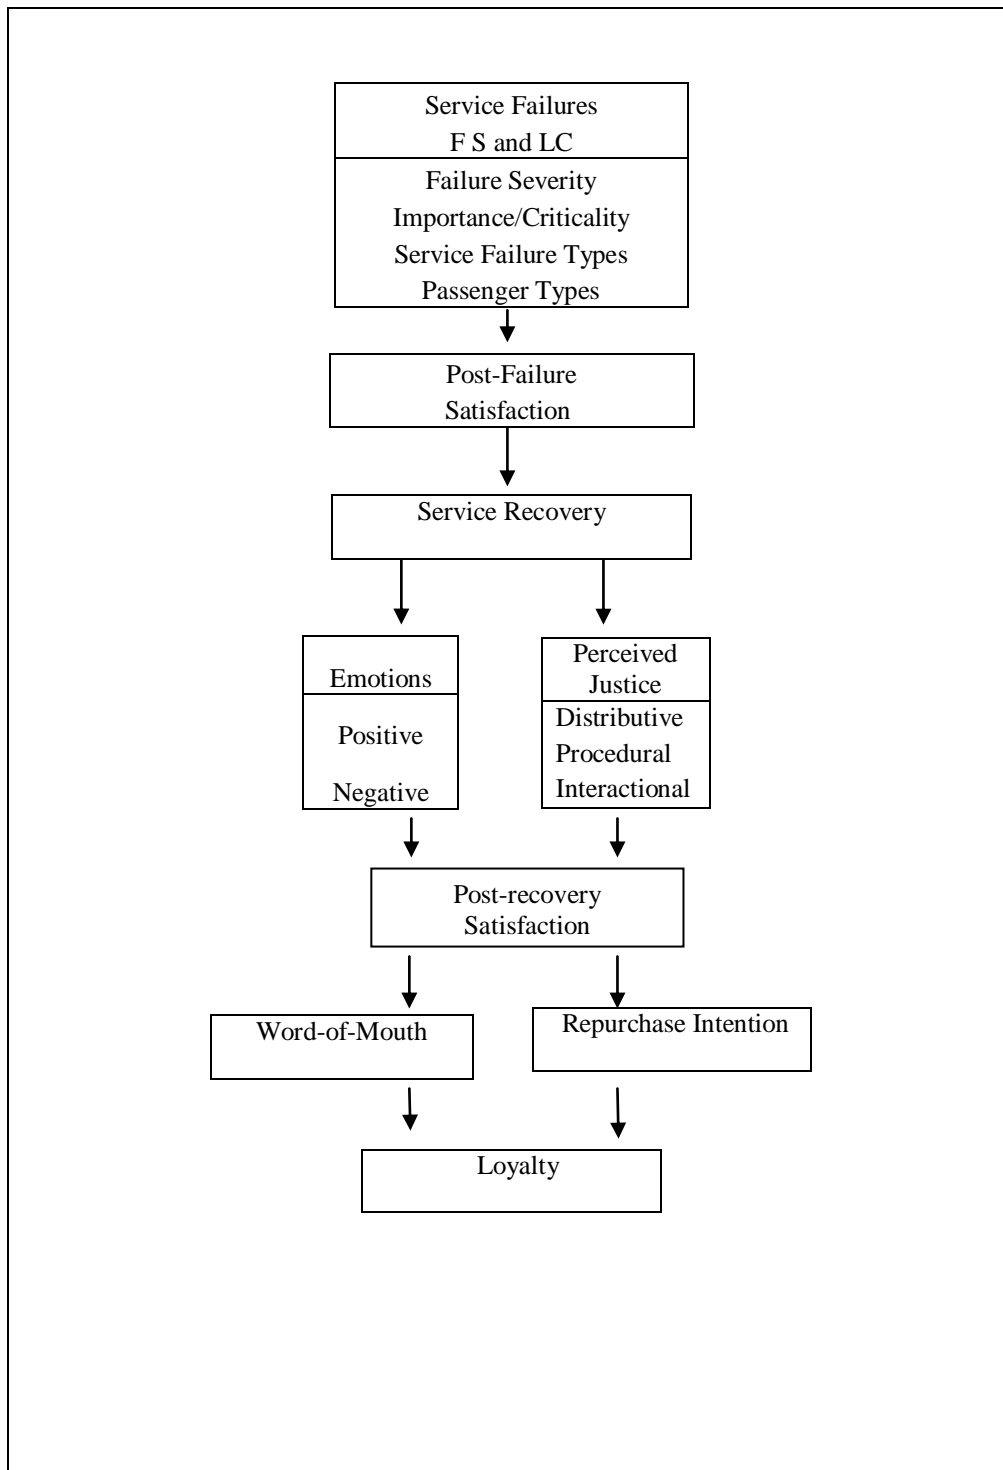 Service Failures
F S and LC
Failure Severity
Importance/Criticality
Service Failure Types
Passenger Types
Post-Failure
Satisfaction
Service Recovery
Emotions
Positive
Negative
Perceived
Justice
Distributive
Procedural
Interactional
Post-recovery
Satisfaction
Word-of-Mouth
Repurchase Intention
Loyalty